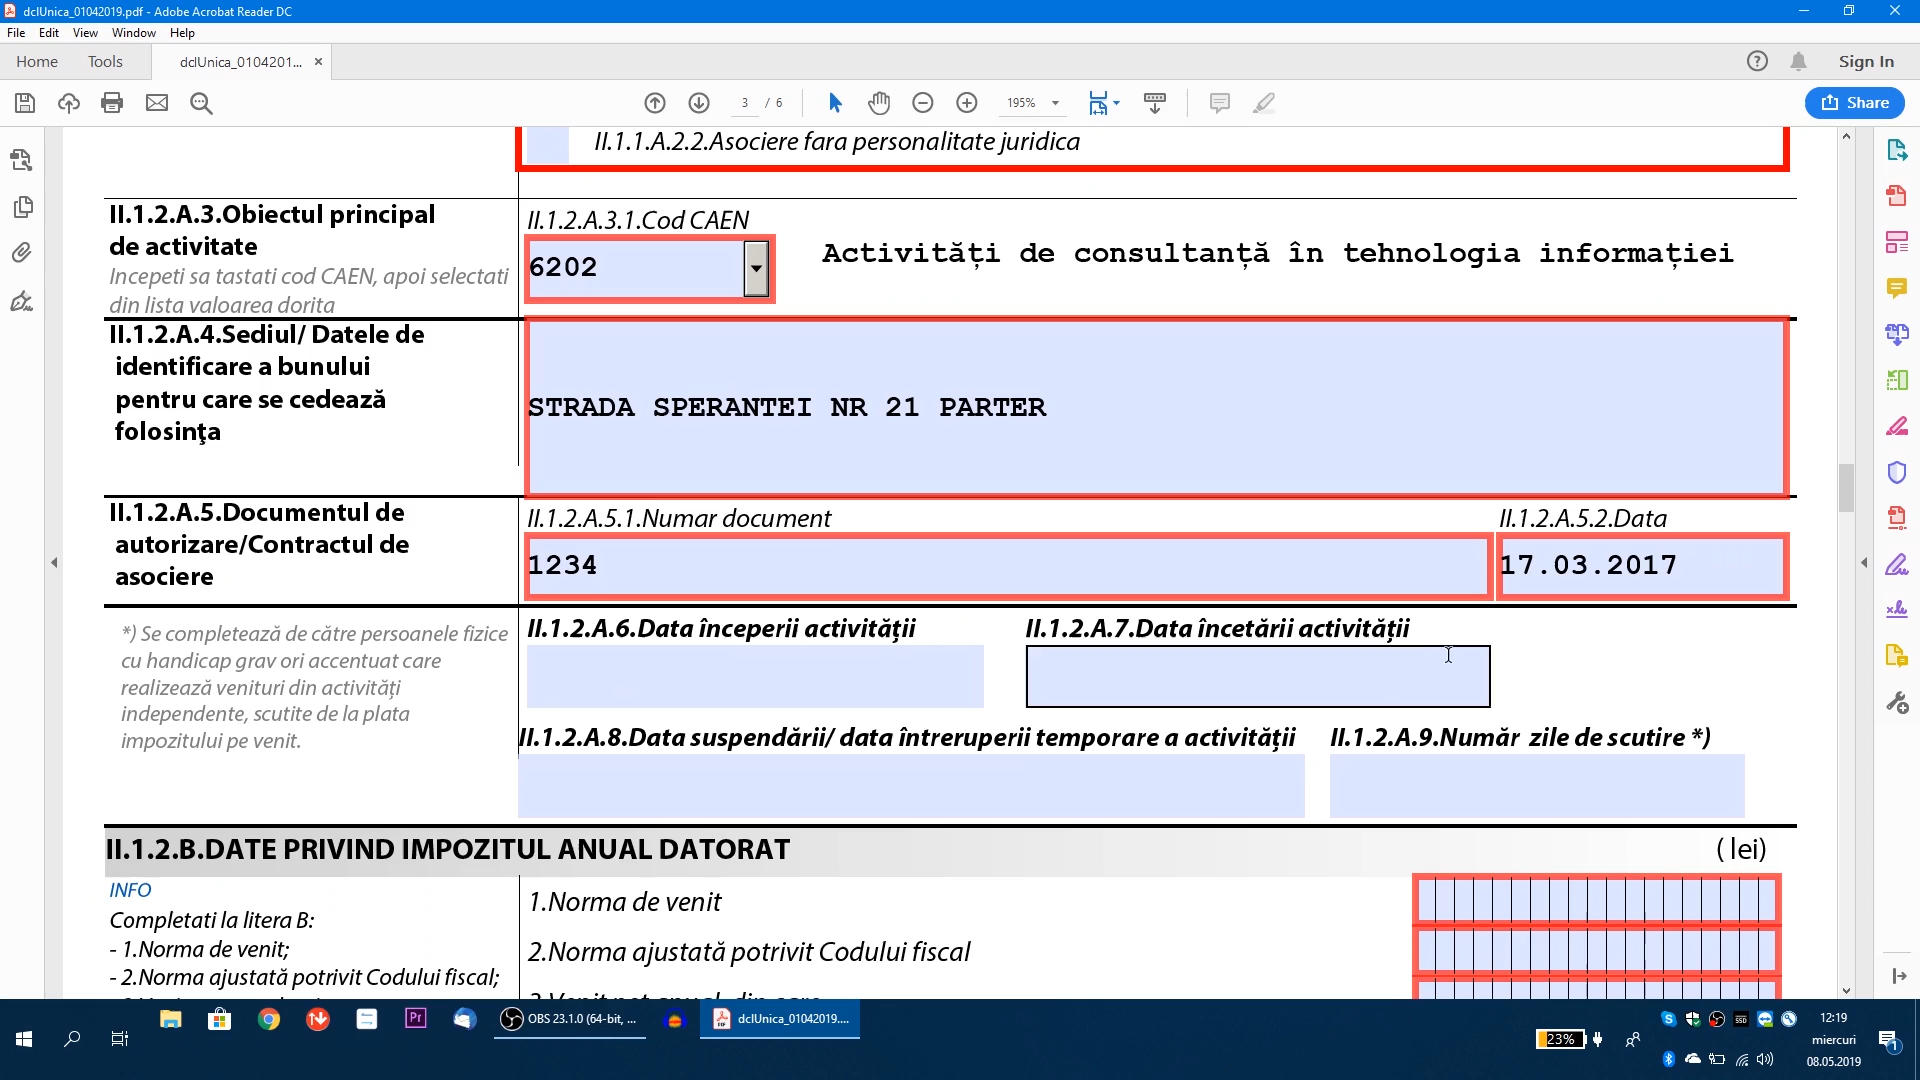 dclUnica_01042019.pdf - Adobe Acrobat Reader DC
File Edit View Window Help
Home Tools dclUnica_0104201... × Sign In
3 / 6 195% Share
II.1.1.A.2.2.Asociere fara personalitate juridica
II.1.2.A.3.Obiectul principal
de activitate
Incepeti sa tastati cod CAEN, apoi selectati
din lista valoarea dorita
II.1.2.A.3.1.Cod CAEN
6202
Activități de consultanță în tehnologia informației
II.1.2.A.4.Sediul/ Datele de
identificare a bunului
pentru care se cedează
folosința
STRADA SPERANTEI NR 21 PARTER
II.1.2.A.5.Documentul de
autorizare/Contractul de
asociere
II.1.2.A.5.1.Numar document
1234
II.1.2.A.5.2.Data
17.03.2017
*) Se completează de către persoanele fizice
cu handicap grav ori accentuat care
realizează venituri din activități
independente, scutite de la plata
impozitului pe venit.
II.1.2.A.6.Data începerii activității
II.1.2.A.7.Data încetării activității
II.1.2.A.8.Data suspendării/ data întreruperii temporare a activității
II.1.2.A.9.Număr zile de scutire *)
II.1.2.B.DATE PRIVIND IMPOZITUL ANUAL DATORAT ( lei)
INFO
Completati la litera B:
- 1.Norma de venit;
- 2.Norma ajustată potrivit Codului fiscal;
1.Norma de venit
2.Norma ajustată potrivit Codului fiscal
OBS 23.1.0 (64-bit, ...
dclUnica_01042019....
23%
12:19
miercuri
08.05.2019
1